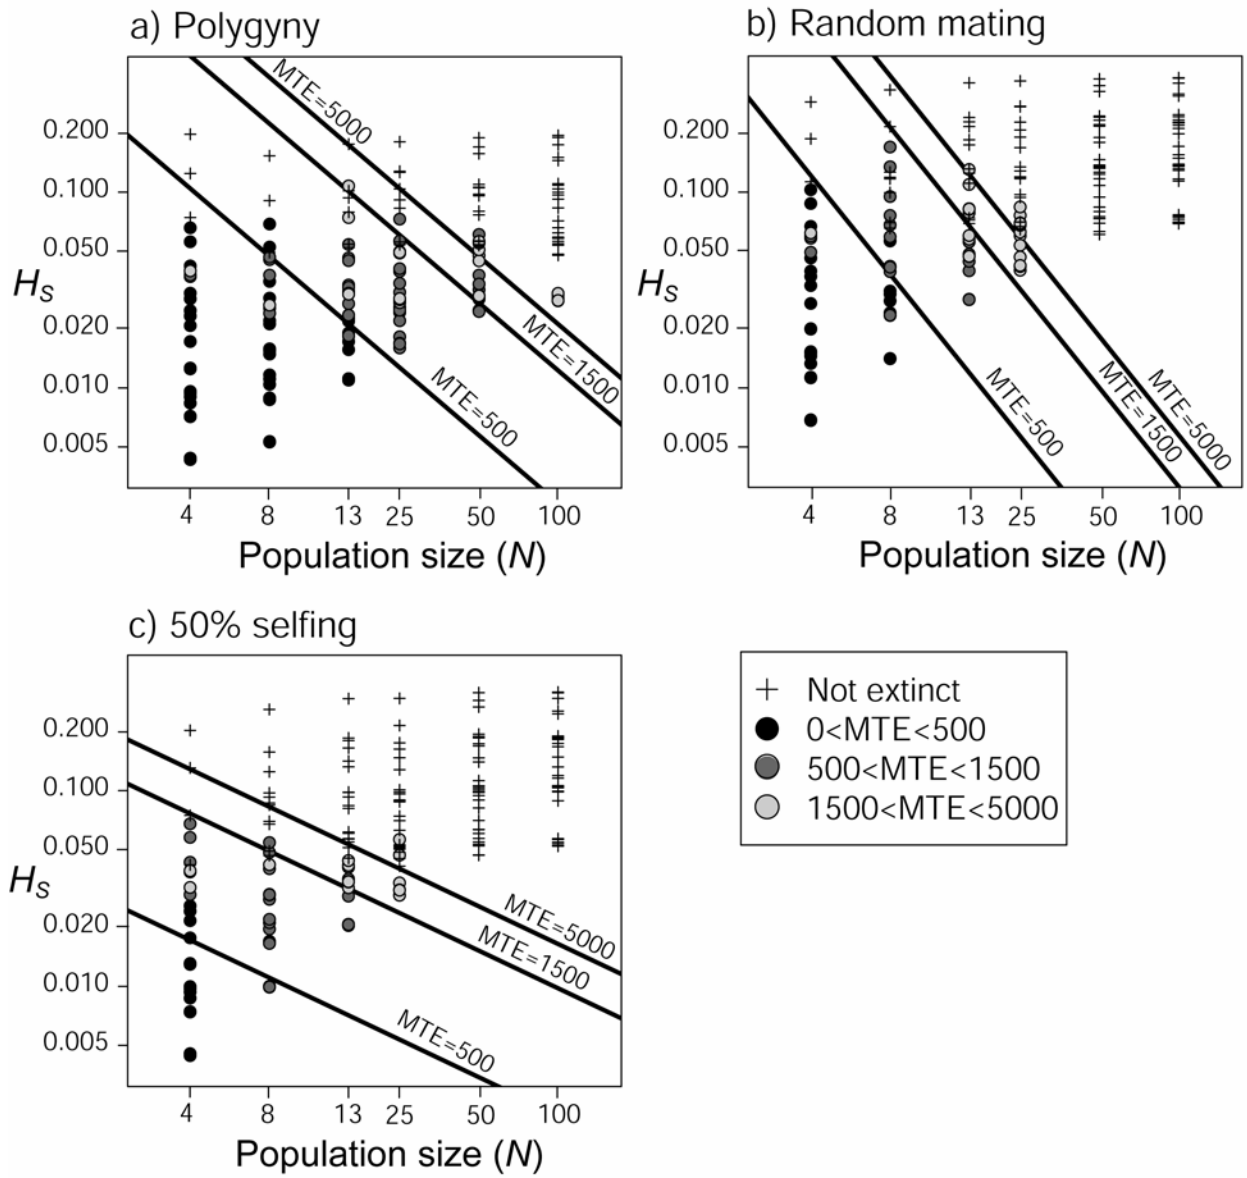 a) Polygyny
MTE=5000
MTE=1500
MTE=500
0.200
0.100
0.050
0.020
0.010
0.005
HS
4 8 13 25 50 100
Population size (N)
b) Random mating
MTE=500
MTE=1500
MTE=5000
0.200
0.100
0.050
0.020
0.010
0.005
HS
4 8 13 25 50 100
Population size (N)
c) 50% selfing
MTE=5000
MTE=1500
MTE=500
0.200
0.100
0.050
0.020
0.010
0.005
HS
4 8 13 25 50 100
Population size (N)
Not extinct
0<MTE<500
500<MTE<1500
1500<MTE<5000